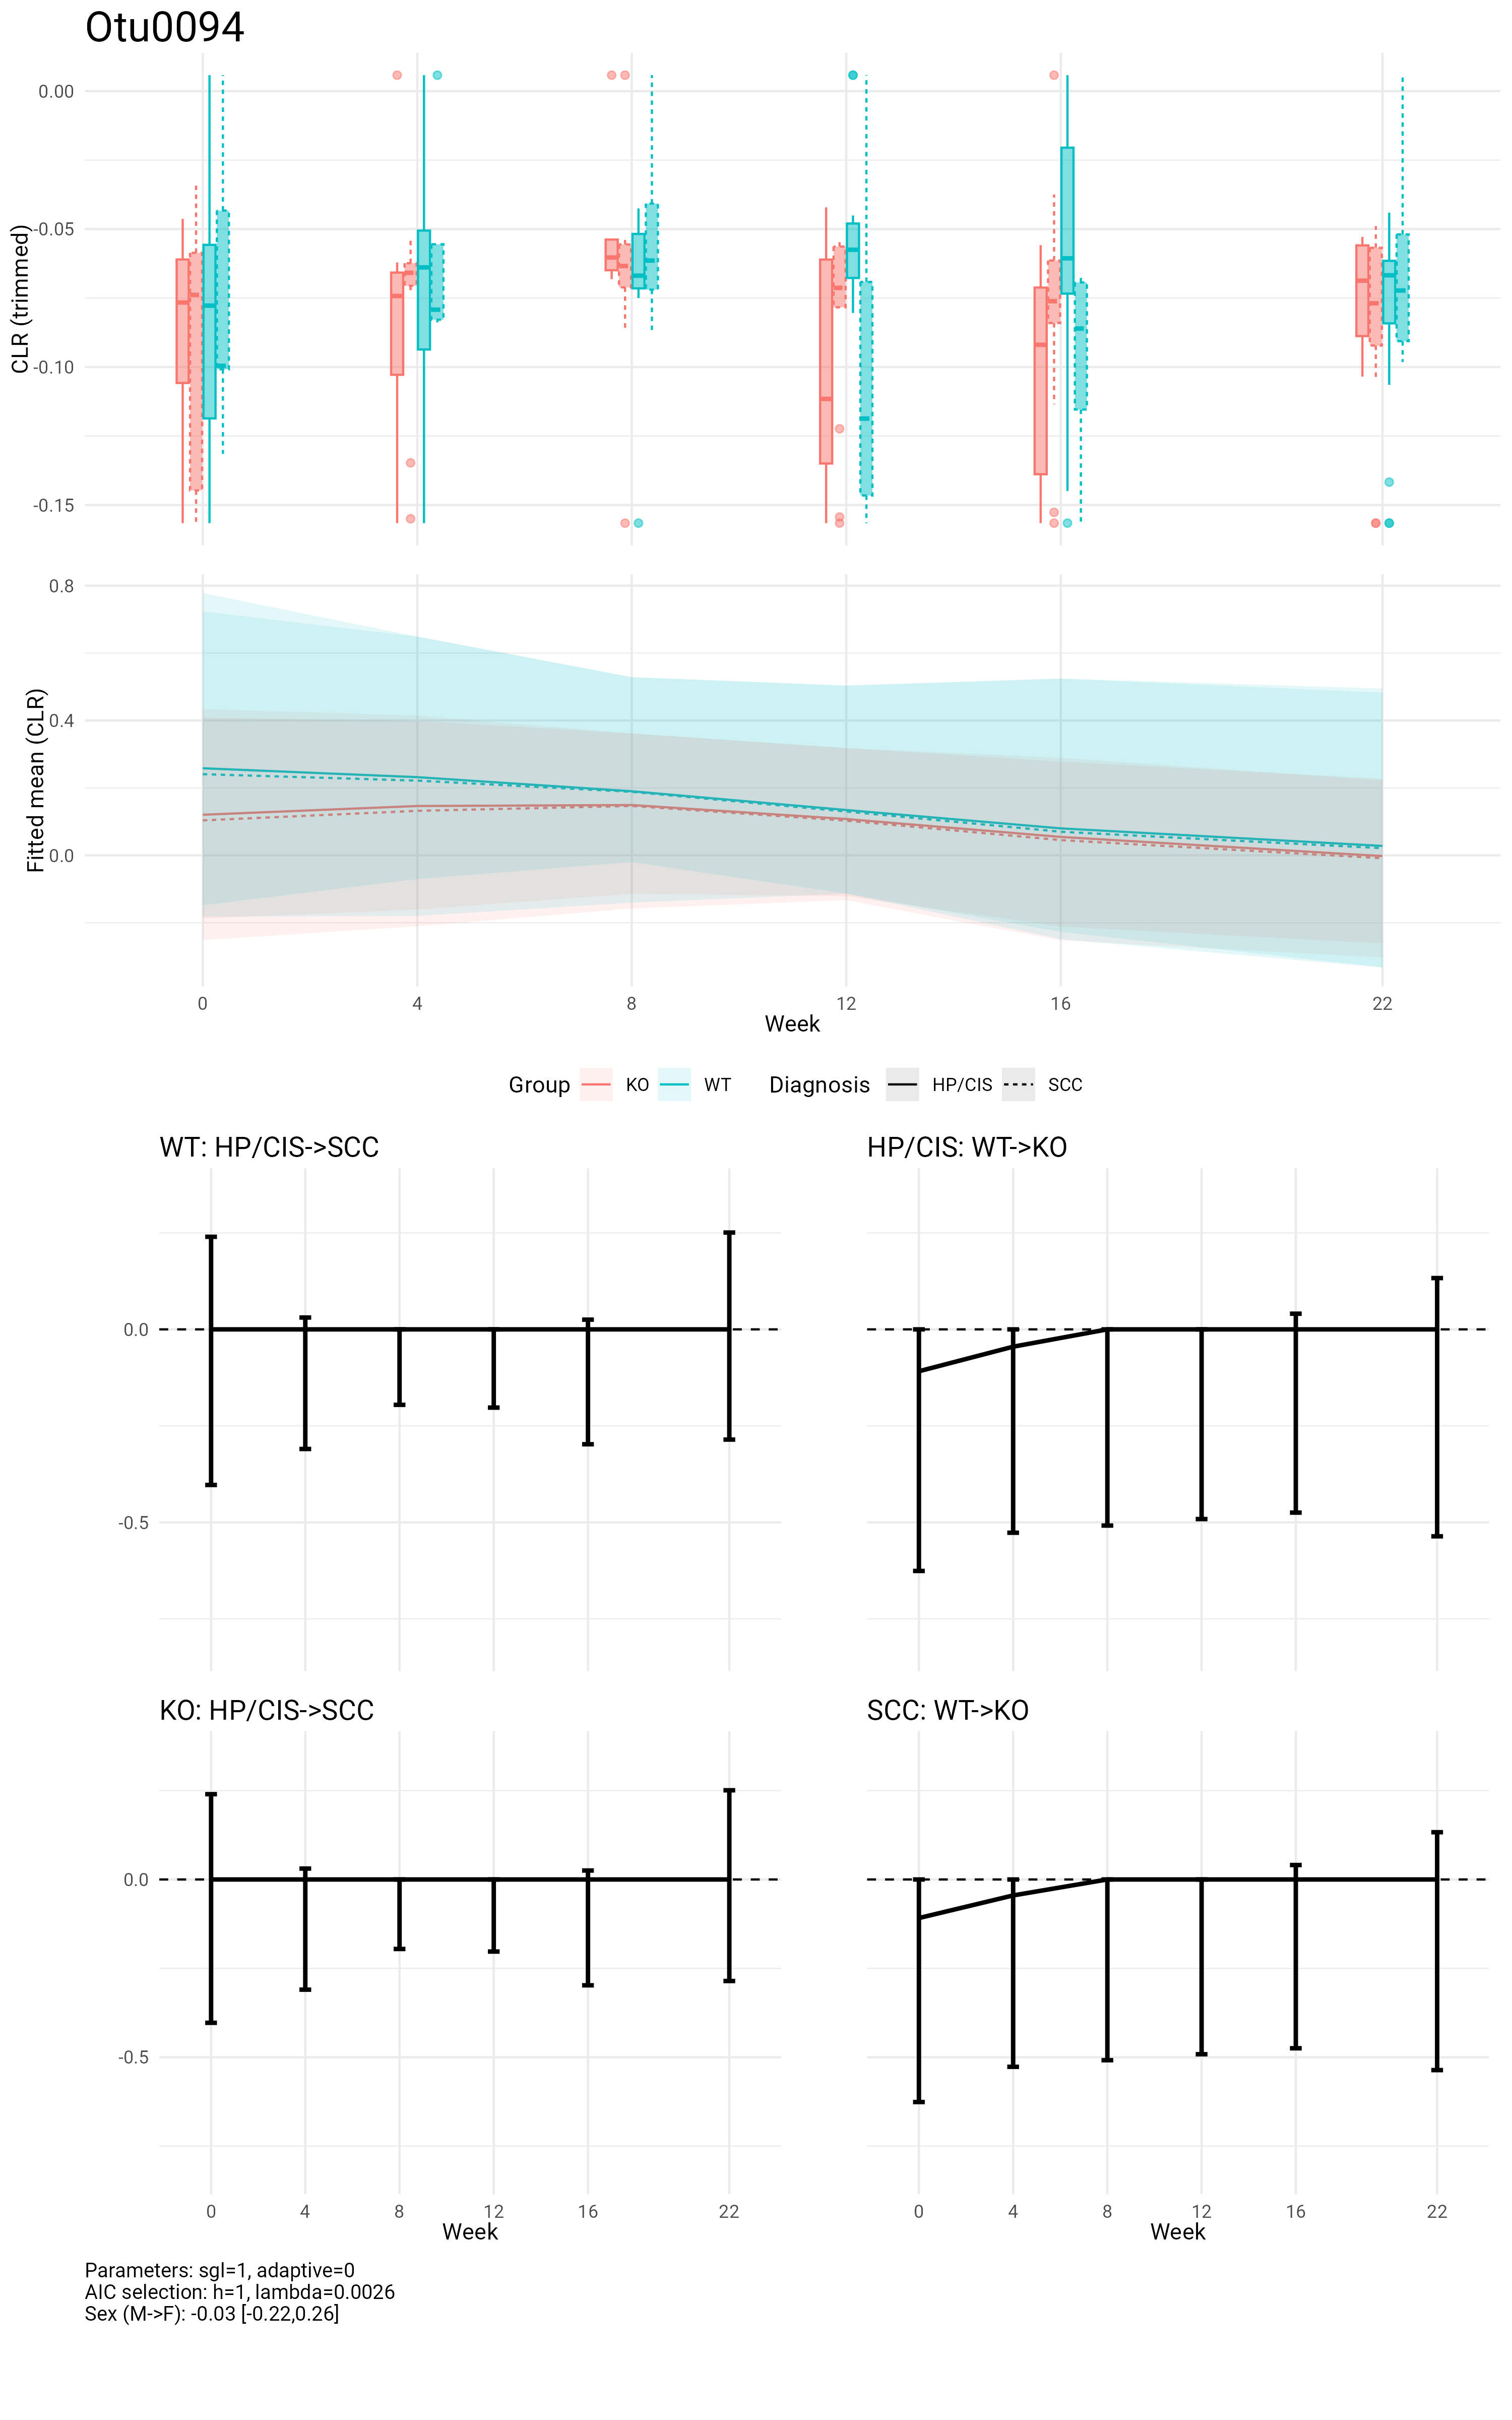 Otu0094
CLR (trimmed)
0.00
-0.05
-0.10
-0.15
Fitted mean (CLR)
0.8
0.4
0.0
0 4 8 12 16 22
Week
Group KO WT Diagnosis HP/CIS SCC
WT: HP/CIS->SCC HP/CIS: WT->KO
0.0
-0.5
KO: HP/CIS->SCC SCC: WT->KO
0.0
-0.5
0 4 8 12 16 22 0 4 8 12 16 22
Week Week
Parameters: sgl=1, adaptive=0
AIC selection: h=1, lambda=0.0026
Sex (M->F): -0.03 [-0.22,0.26]